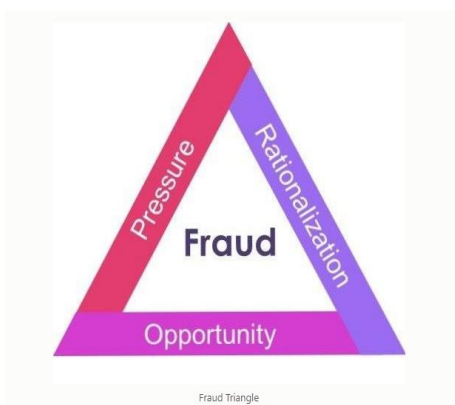 Pressure
Rationalization
Fraud
Opportunity
Fraud Triangle